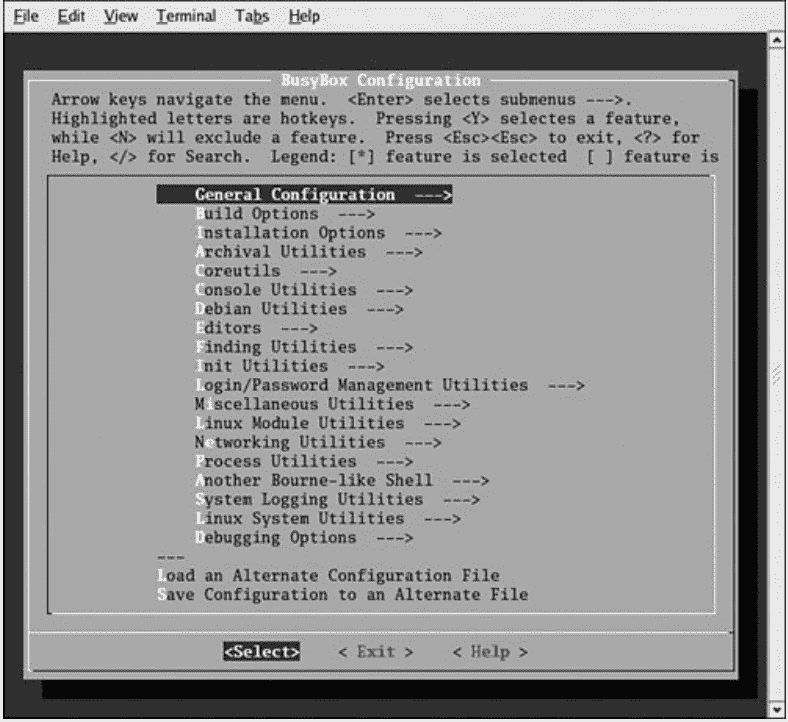 File Edit View Terminal Tabs Help
BusyBox Configuration
Arrow keys navigate the menu. <Enter> selects submenus --->.
Highlighted letters are hotkeys. Pressing <Y> selectes a feature,
while <N> will exclude a feature. Press <Esc><Esc> to exit, <?> for
Help, </> for Search. Legend: [*] feature is selected [ ] feature is
General Configuration --->
Build Options --->
Installation Options --->
Archival Utilities --->
Coreutils --->
Console Utilities --->
Debian Utilities --->
Editors --->
Finding Utilities --->
Init Utilities --->
Login/Password Management Utilities --->
Miscellaneous Utilities --->
Linux Module Utilities --->
Networking Utilities --->
Process Utilities --->
Another Bourne-like Shell --->
System Logging Utilities --->
Linux System Utilities --->
Debugging Options --->
---
Load an Alternate Configuration File
Save Configuration to an Alternate File
<Select> < Exit > < Help >